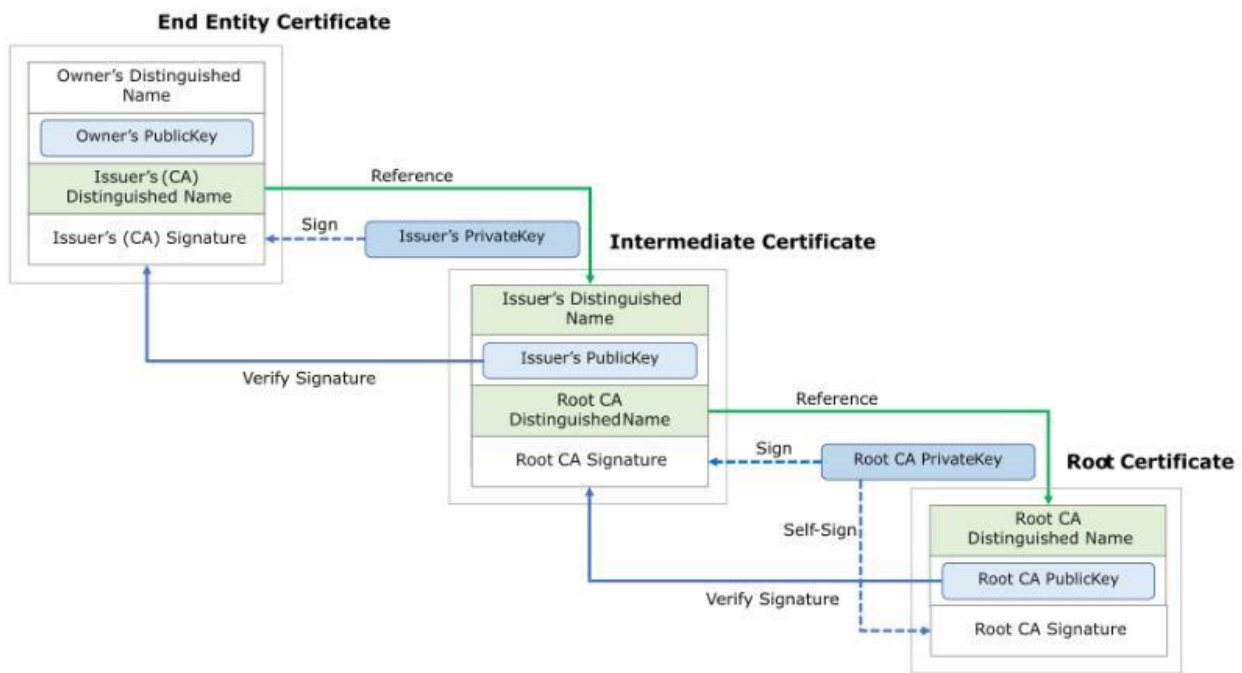 End Entity Certificate
Owner's Distinguished
Name
Owner's PublicKey
Issuer's (CA)
Distinguished Name
Issuer's (CA) Signature
Reference
Sign
Issuer's PrivateKey
Verify Signature
Intermediate Certificate
Issuer's Distinguished
Name
Issuer's PublicKey
Root CA
DistinguishedName
Root CA Signature
Reference
Sign
Root CA PrivateKey
Self-Sign
Verify Signature
Root Certificate
Root CA
Distinguished Name
Root CA PublicKey
Root CA Signature